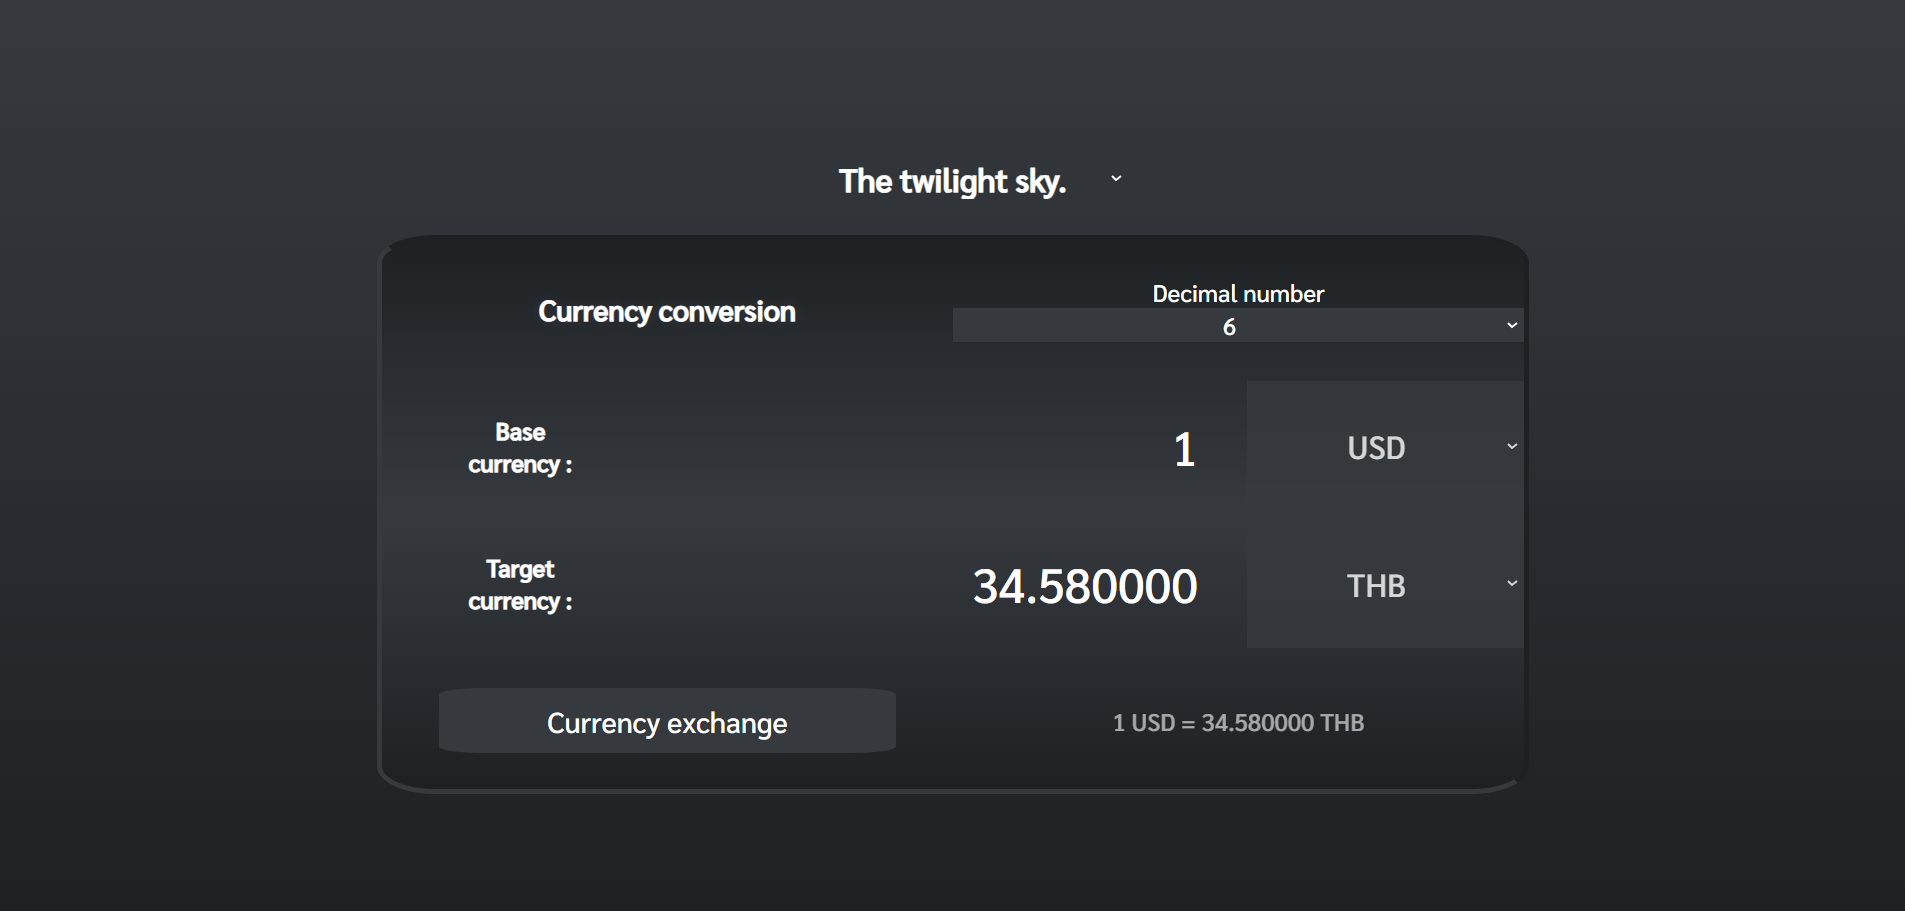 The twilight sky.
Currency conversion
Decimal number
6
Base
currency :
1
USD
Target
currency :
34.580000
THB
Currency exchange
1 USD = 34.580000 THB